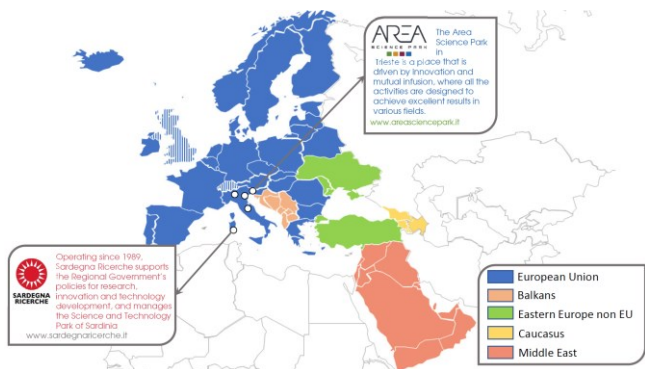 AREA
SCIENCE PARK
The Area
Science Park
in
Trieste is a place that is
driven by Innovation and
mutual infusion, where all the
activities are designed to
achieve excellent results in
various fields.
www.areasciencepark.it
SARDEGNA
RICERCHE
Operating since 1989,
Sardegna Ricerche supports
the Regional Government's
policies for research,
innovation and technology
development, and manages
the Science and Technology
Park of Sardinia
www.sardegnaricerche.it
European Union
Balkans
Eastern Europe non EU
Caucasus
Middle East